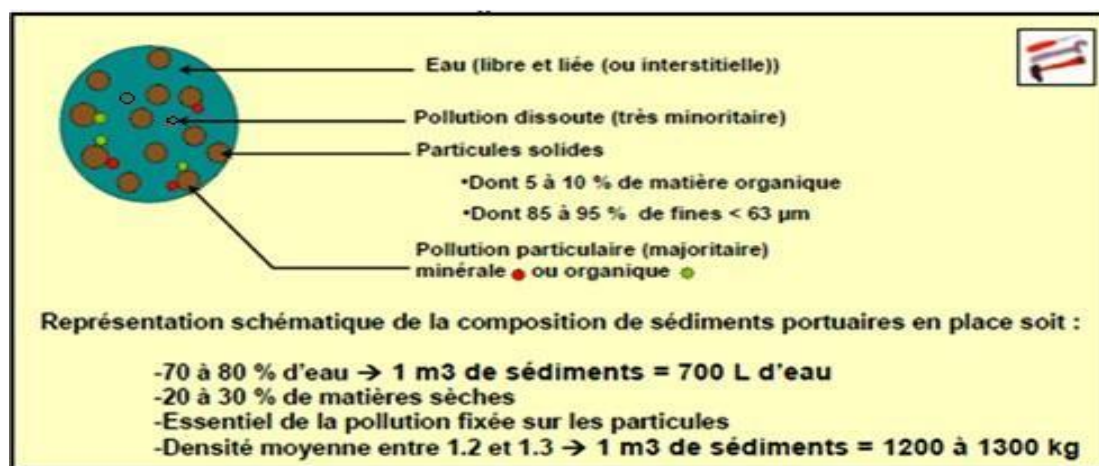 Eau (libre et liée (ou interstitielle))
Pollution dissoute (très minoritaire)
Particules solides
•Dont 5 à 10 % de matière organique
•Dont 85 à 95 % de fines < 63 µm
Pollution particulaire (majoritaire)
minérale ou organique
Représentation schématique de la composition de sédiments portuaires en place soit :
-70 à 80 % d'eau → 1 m3 de sédiments = 700 L d'eau
-20 à 30 % de matières sèches
-Essentiel de la pollution fixée sur les particules
-Densité moyenne entre 1.2 et 1.3 → 1 m3 de sédiments = 1200 à 1300 kg